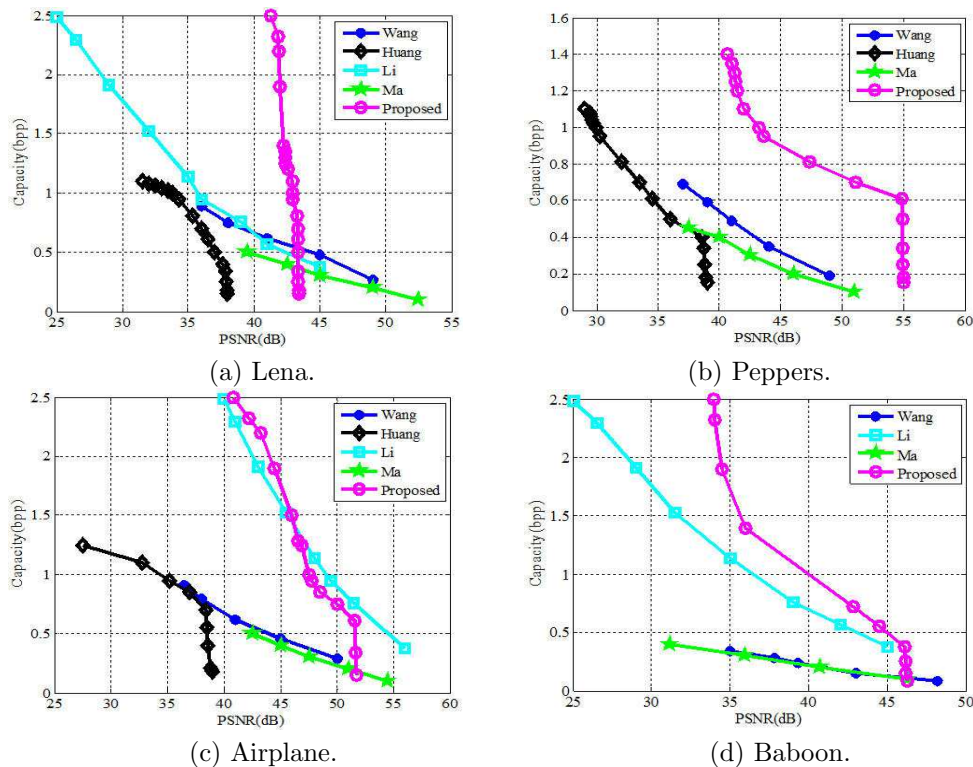 2.5
2
1.5
1
0.5
0
25 30 35 40 45 50 55
Capacity(bpp)
PSNR(dB)
Wang
Huang
Li
Ma
Proposed
(a) Lena.
1.6
1.4
1.2
1
0.8
0.6
0.4
0.2
0
30 35 40 45 50 55 60
Capacity(bpp)
PSNR(dB)
Wang
Huang
Ma
Proposed
(b) Peppers.
2.5
2
1.5
1
0.5
0
25 30 35 40 45 50 55 60
Capacity(bpp)
PSNR(dB)
Wang
Huang
Li
Ma
Proposed
(c) Airplane.
2.5
2
1.5
1
0.5
0
25 30 35 40 45 50
Capacity(bpp)
PSNR(dB)
Wang
Li
Ma
Proposed
(d) Baboon.